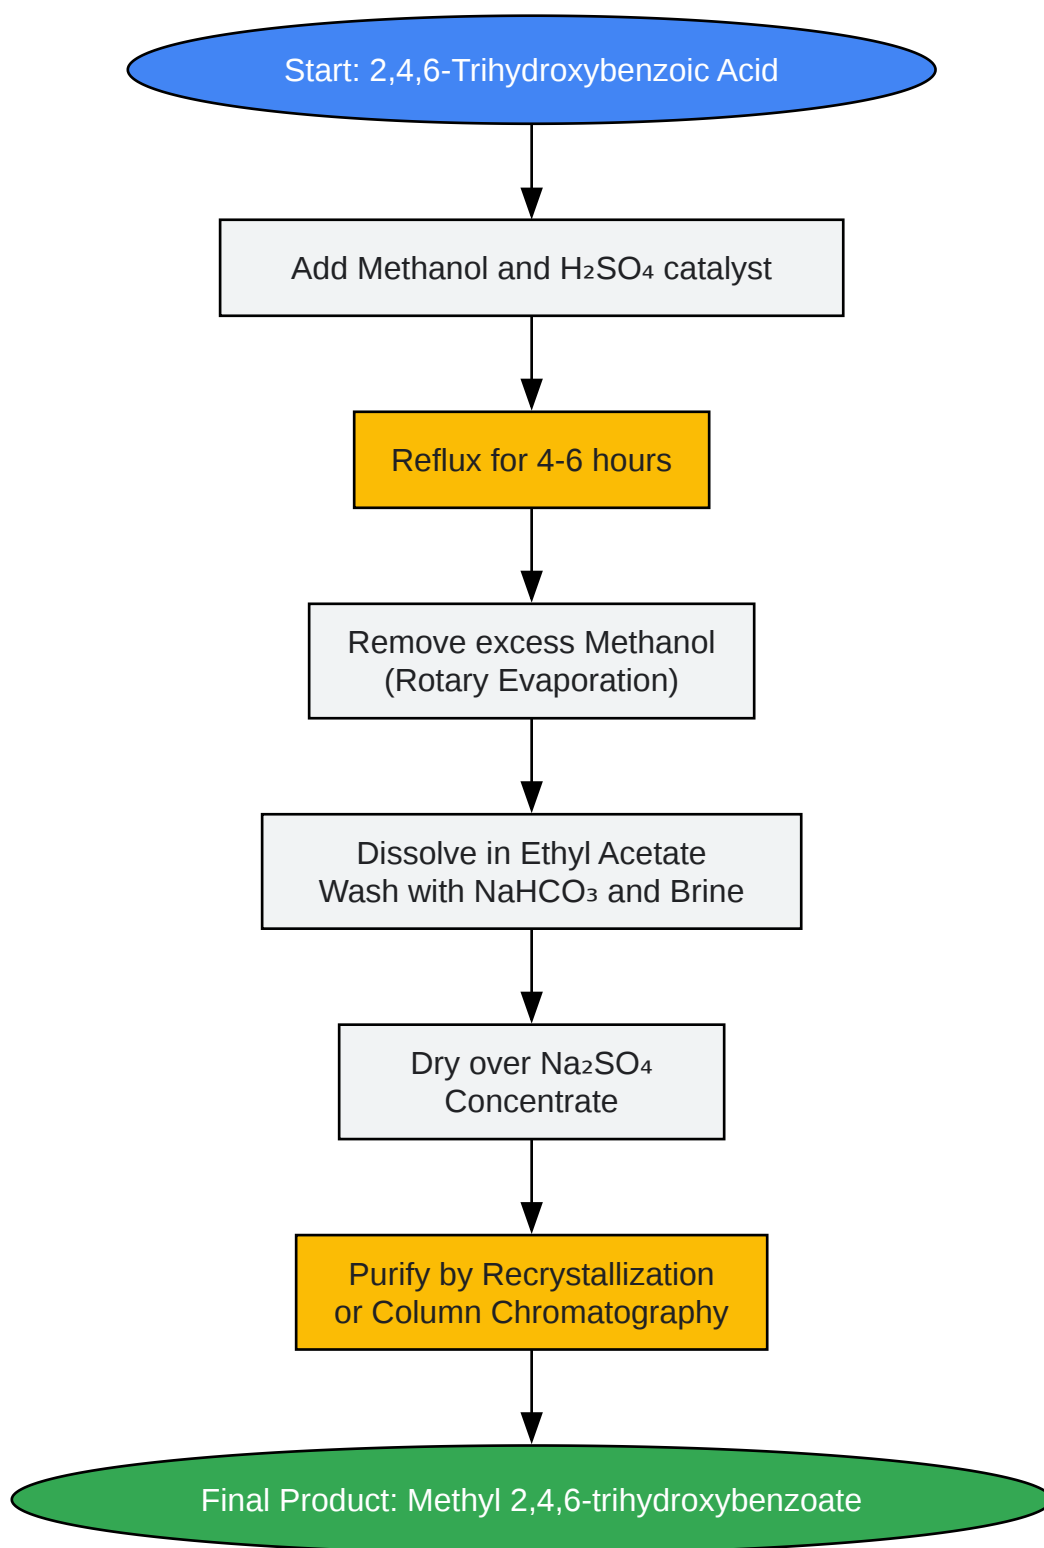 Start: 2,4,6-Trihydroxybenzoic Acid
Add Methanol and H₂SO₄ catalyst
Reflux for 4-6 hours
Remove excess Methanol
(Rotary Evaporation)
Dissolve in Ethyl Acetate
Wash with NaHCO₃ and Brine
Dry over Na₂SO₄
Concentrate
Purify by Recrystallization
or Column Chromatography
Final Product: Methyl 2,4,6-trihydroxybenzoate